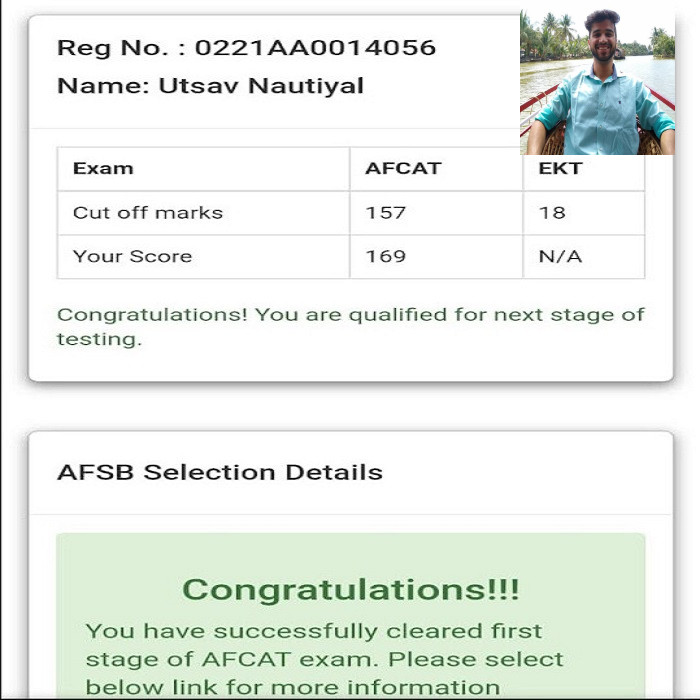 Reg No. : 0221AA0014056
Name: Utsav Nautiyal
Exam AFCAT EKT
Cut off marks 157 18
Your Score 169 N/A
Congratulations! You are qualified for next stage of
testing.
AFSB Selection Details
Congratulations!!!
You have successfully cleared first
stage of AFCAT exam. Please select
below link for more information